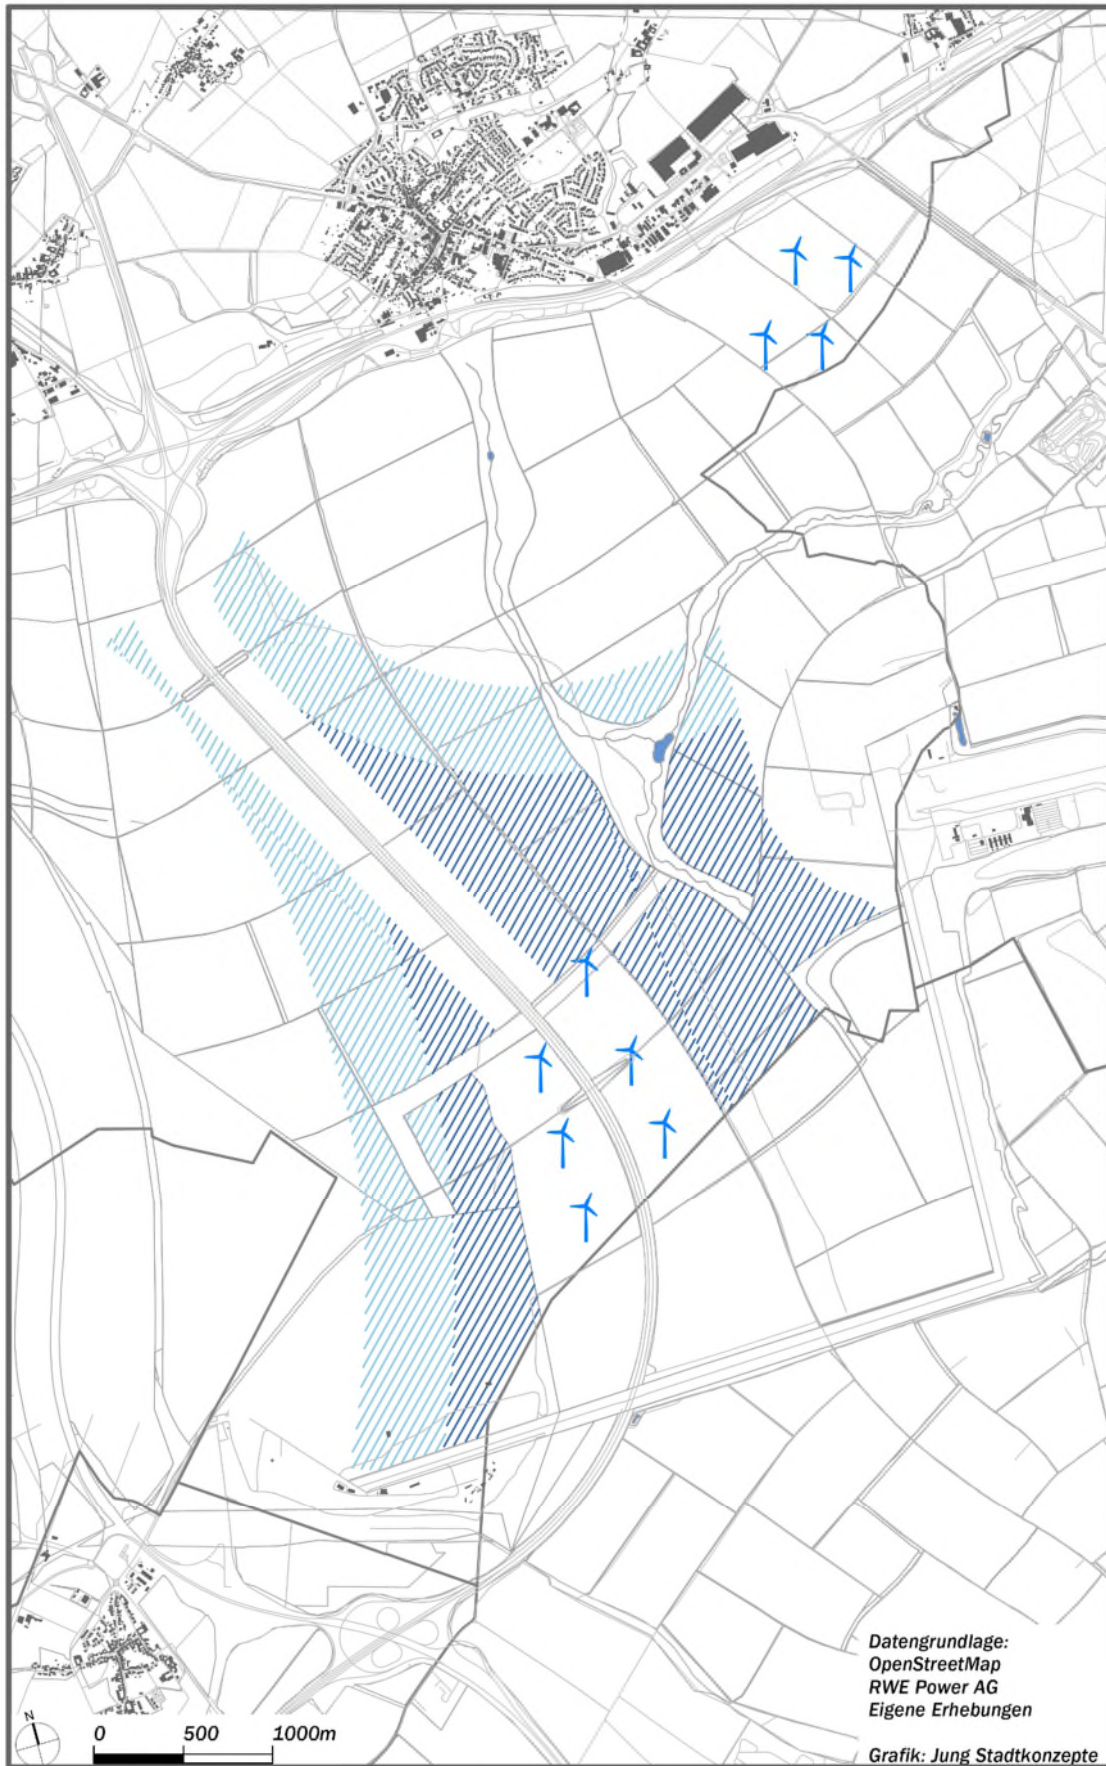 Datengrundlage:
OpenStreetMap
RWE Power AG
Eigene Erhebungen
N
0 500 1000m
Grafik: Jung Stadtkonzepte